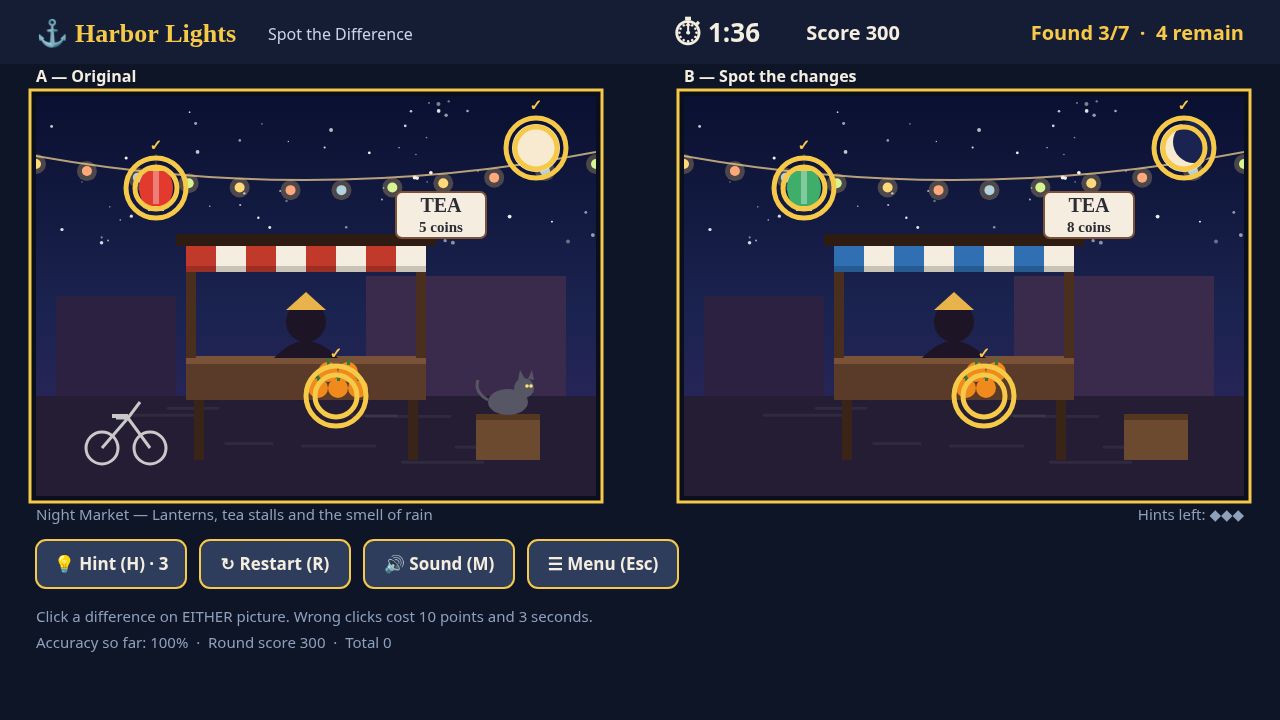 ⚓ Harbor Lights
Spot the Difference
⏱ 1:36
Score 300
Found 3/7 · 4 remain
A — Original
B — Spot the changes
✓
✓
✓
✓
TEA
5 coins
TEA
8 coins
✓
✓
Night Market — Lanterns, tea stalls and the smell of rain
Hints left: ◆◆◆
💡 Hint (H) · 3
↻ Restart (R)
🔊 Sound (M)
☰ Menu (Esc)
Click a difference on EITHER picture. Wrong clicks cost 10 points and 3 seconds.
Accuracy so far: 100% · Round score 300 · Total 0